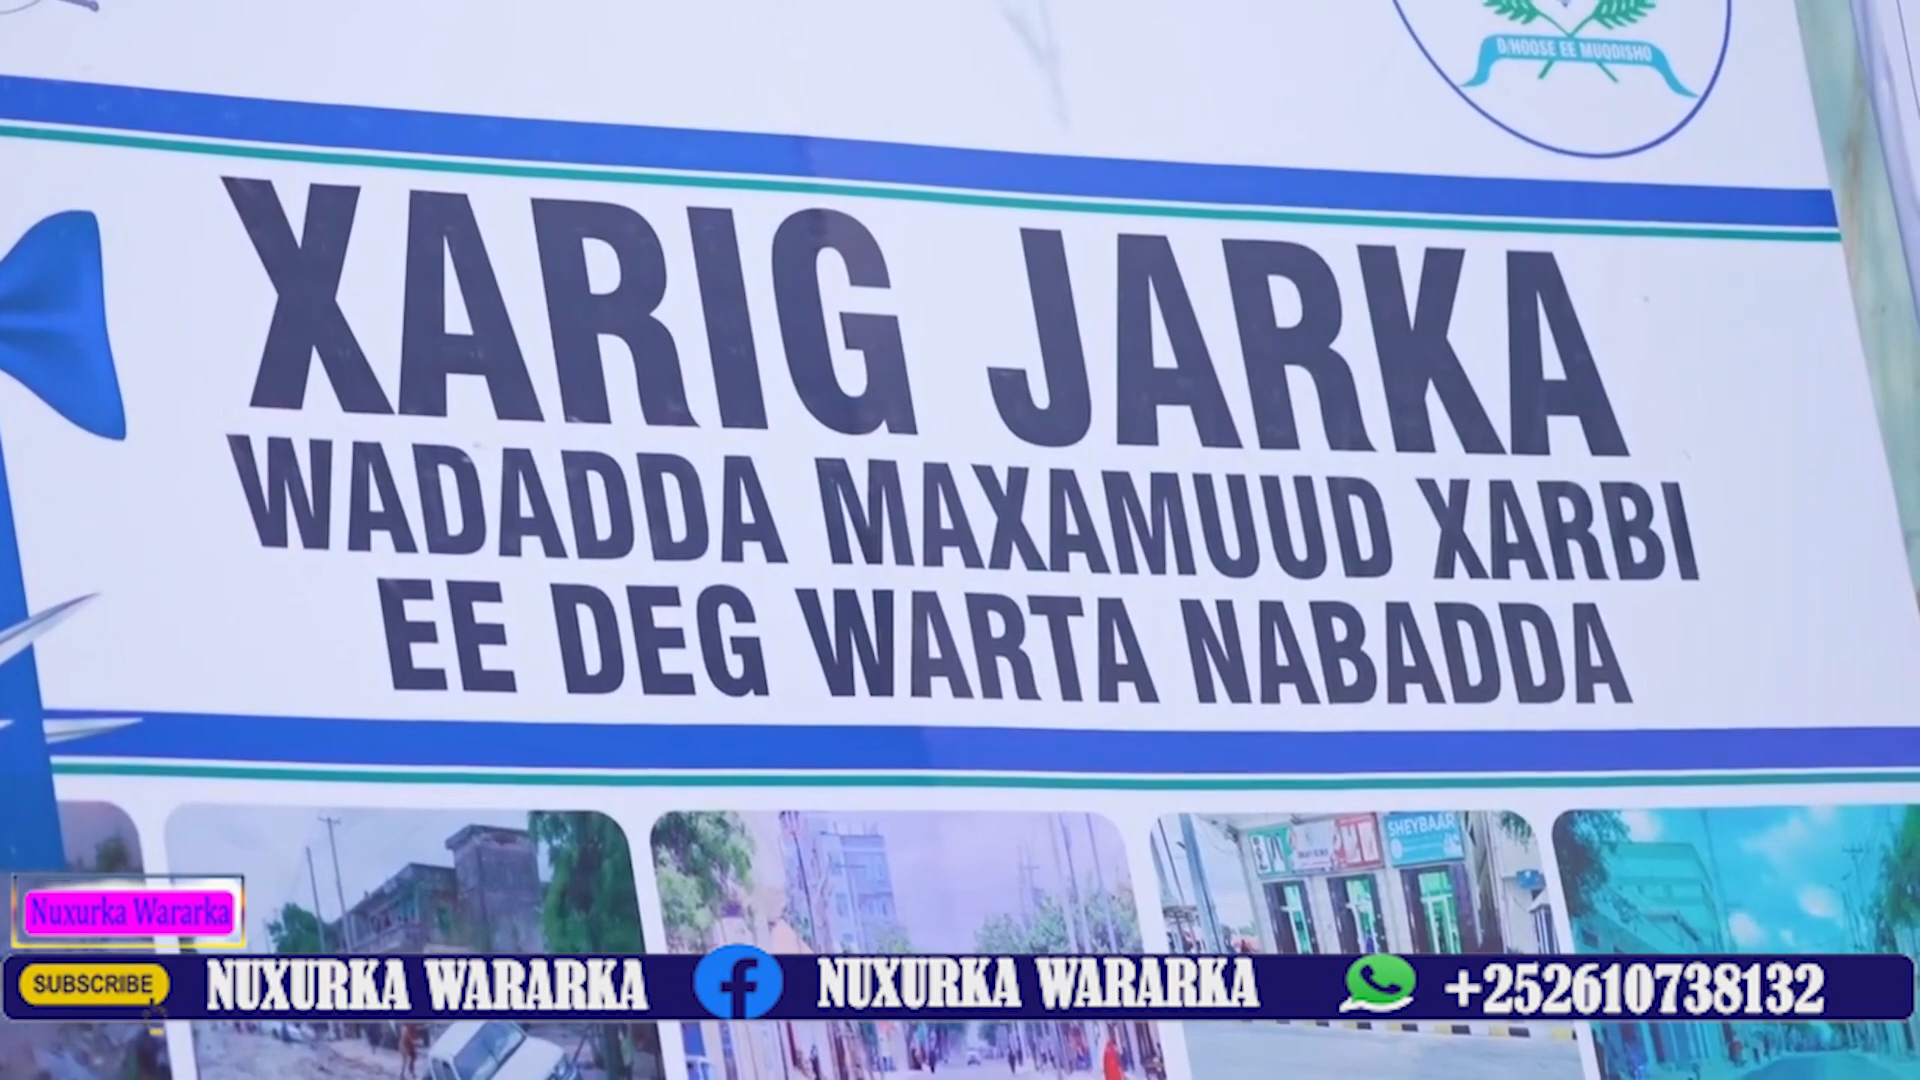 D/HOOSE EE MUQDISHO
XARIG JARKA
WADADDA MAXAMUUD XARBI
EE DEG WARTA NABADDA
SHEYBAAR
Nuxurka Wararka
SUBSCRIBE
NUXURKA WARARKA
NUXURKA WARARKA
+252610738132